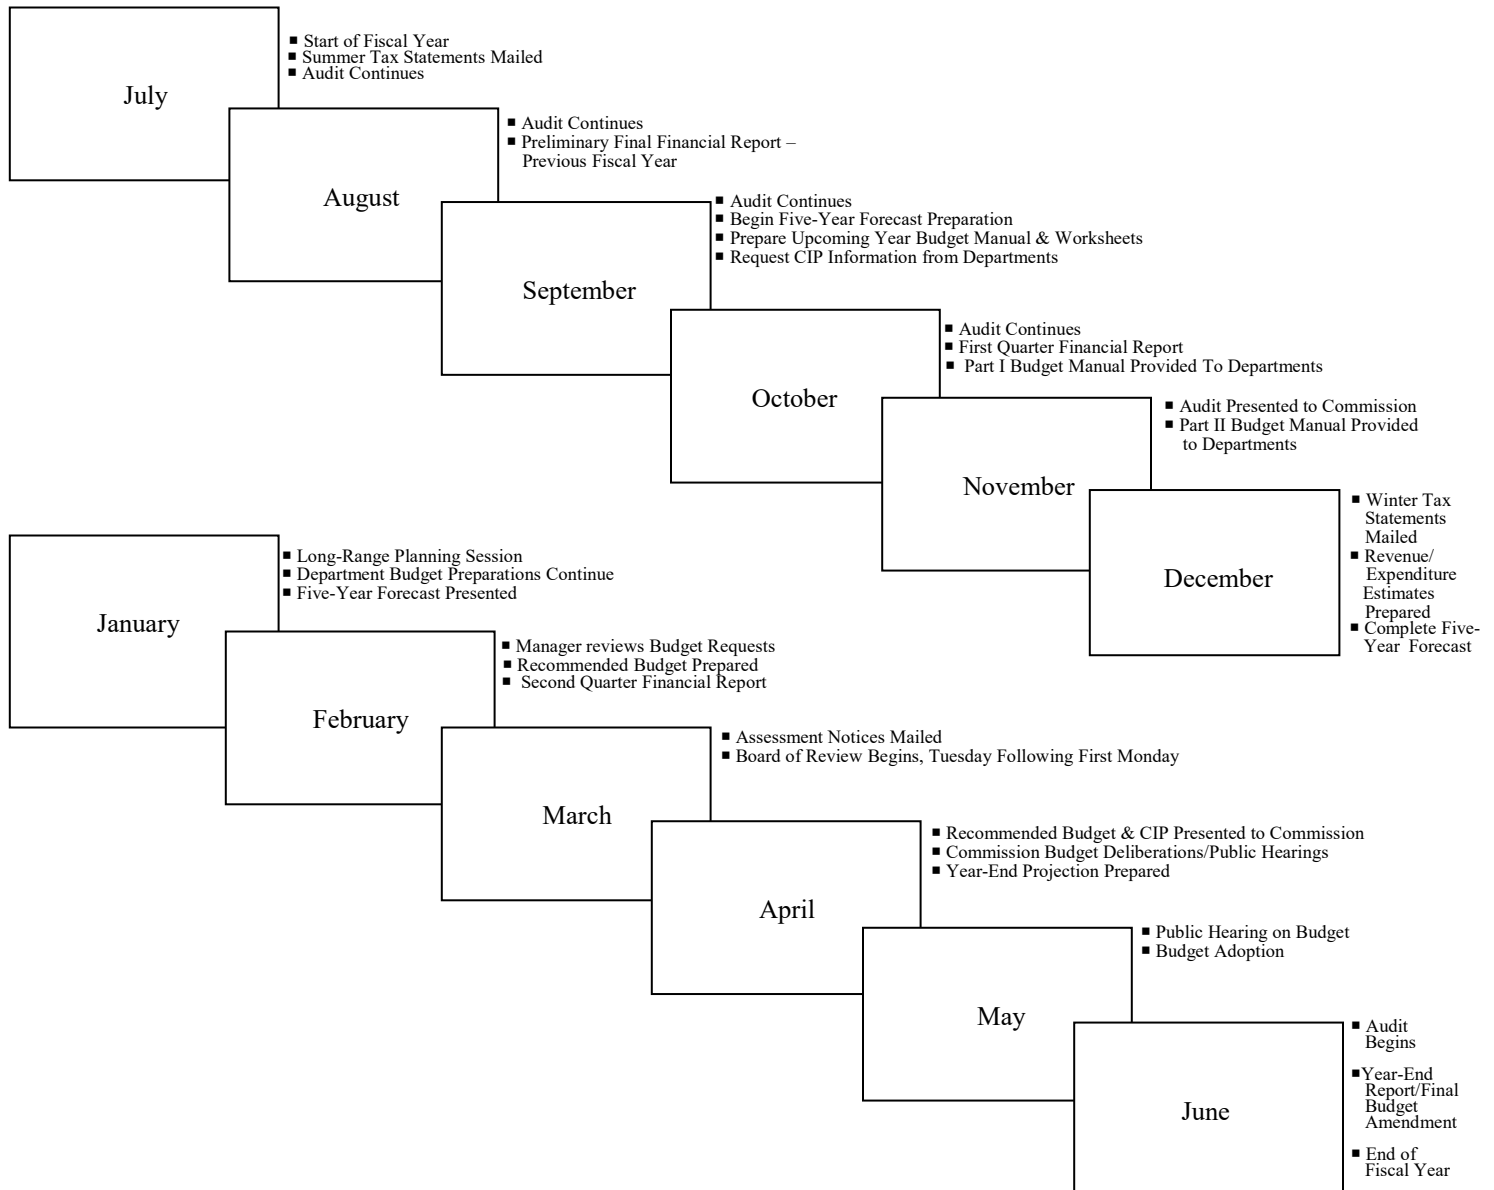 July
■ Start of Fiscal Year
■ Summer Tax Statements Mailed
■ Audit Continues
August
■ Audit Continues
■ Preliminary Final Financial Report –
Previous Fiscal Year
September
■ Audit Continues
■ Begin Five-Year Forecast Preparation
■ Prepare Upcoming Year Budget Manual & Worksheets
■ Request CIP Information from Departments
October
■ Audit Continues
■ First Quarter Financial Report
■ Part I Budget Manual Provided To Departments
November
■ Audit Presented to Commission
■ Part II Budget Manual Provided
to Departments
December
■ Winter Tax
Statements
Mailed
■ Revenue/
Expenditure
Estimates
Prepared
■ Complete Five-
Year Forecast
January
■ Long-Range Planning Session
■ Department Budget Preparations Continue
■ Five-Year Forecast Presented
February
■ Manager reviews Budget Requests
■ Recommended Budget Prepared
■ Second Quarter Financial Report
March
■ Assessment Notices Mailed
■ Board of Review Begins, Tuesday Following First Monday
April
■ Recommended Budget & CIP Presented to Commission
■ Commission Budget Deliberations/Public Hearings
■ Year-End Projection Prepared
May
■ Public Hearing on Budget
■ Budget Adoption
June
■ Audit
Begins
■Year-End
Report/Final
Budget
Amendment
■ End of
Fiscal Year